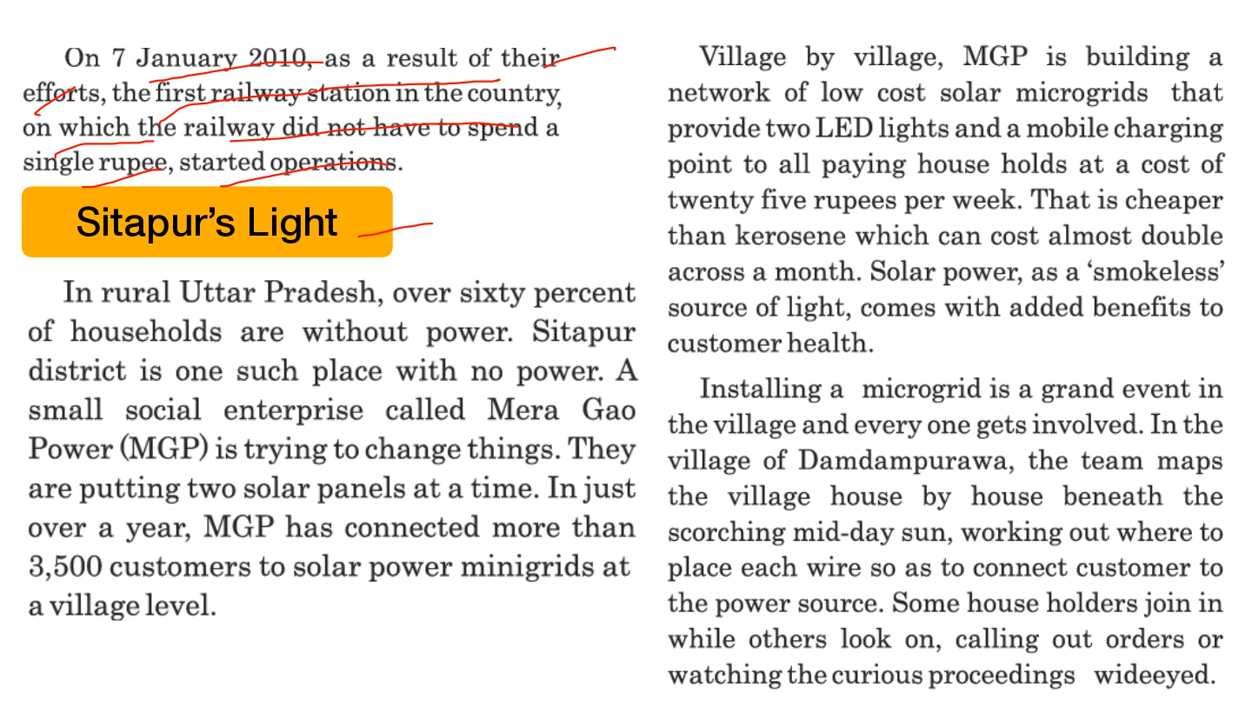 On 7 January 2010, as a result of their
efforts, the first railway station in the country,
on which the railway did not have to spend a
single rupee, started operations.
Sitapur's Light
In rural Uttar Pradesh, over sixty percent
of households are without power. Sitapur
district is one such place with no power. A
small social enterprise called Mera Gao
Power (MGP) is trying to change things. They
are putting two solar panels at a time. In just
over a year, MGP has connected more than
3,500 customers to solar power minigrids at
a village level.
Village by village, MGP is building a
network of low cost solar microgrids that
provide two LED lights and a mobile charging
point to all paying house holds at a cost of
twenty five rupees per week. That is cheaper
than kerosene which can cost almost double
across a month. Solar power, as a ‘smokeless’
source of light, comes with added benefits to
customer health.
Installing a microgrid is a grand event in
the village and every one gets involved. In the
village of Damdampurawa, the team maps
the village house by house beneath the
scorching mid-day sun, working out where to
place each wire so as to connect customer to
the power source. Some house holders join in
while others look on, calling out orders or
watching the curious proceedings wideeyed.